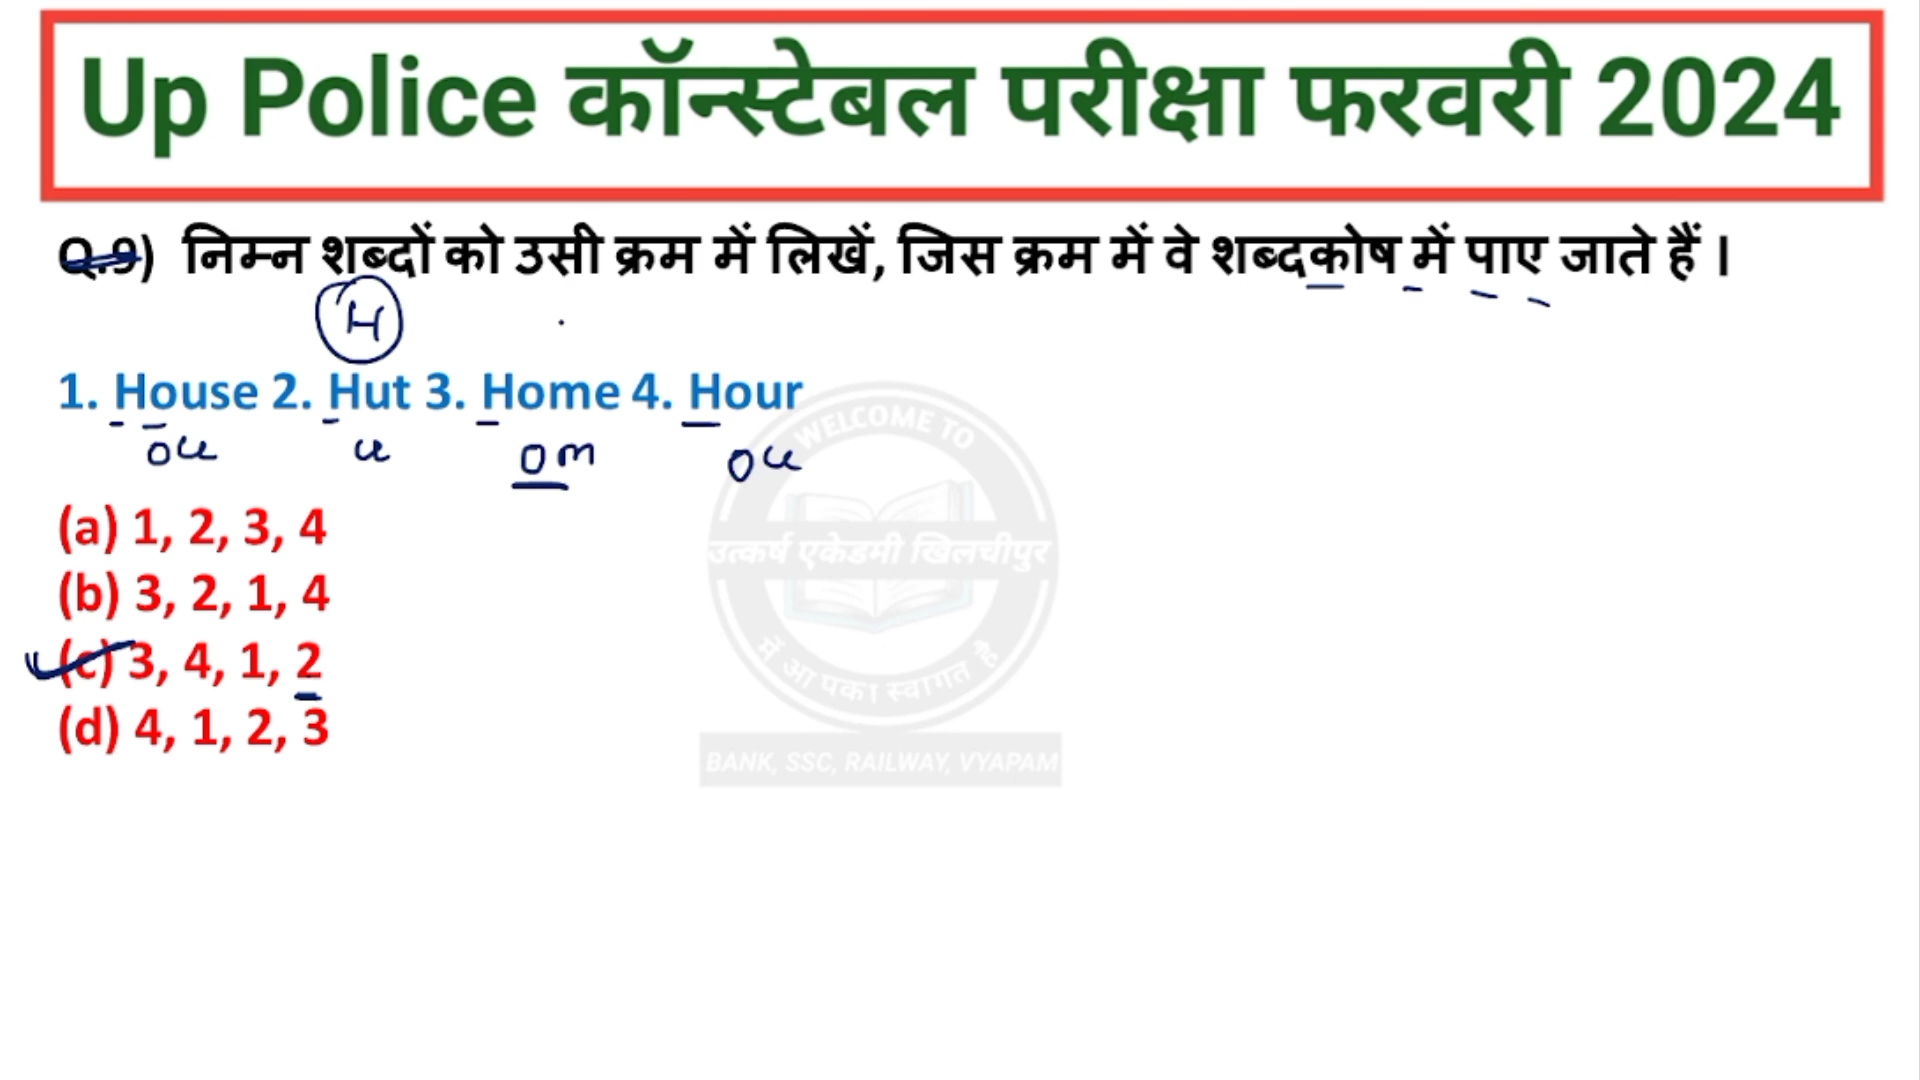 Up Police कॉन्स्टेबल परीक्षा फरवरी 2024
Q.9) निम्न शब्दों को उसी क्रम में लिखें, जिस क्रम में वे शब्दकोष में पाए जाते हैं ।
H
1. House 2. Hut 3. Home 4. Hour
ou u om ou
(a) 1, 2, 3, 4
(b) 3, 2, 1, 4
(c) 3, 4, 1, 2
(d) 4, 1, 2, 3
WELCOME TO
उत्कर्ष एकेडमी खिलचीपुर
में आपका स्वागत है
BANK, SSC, RAILWAY, VYAPAM